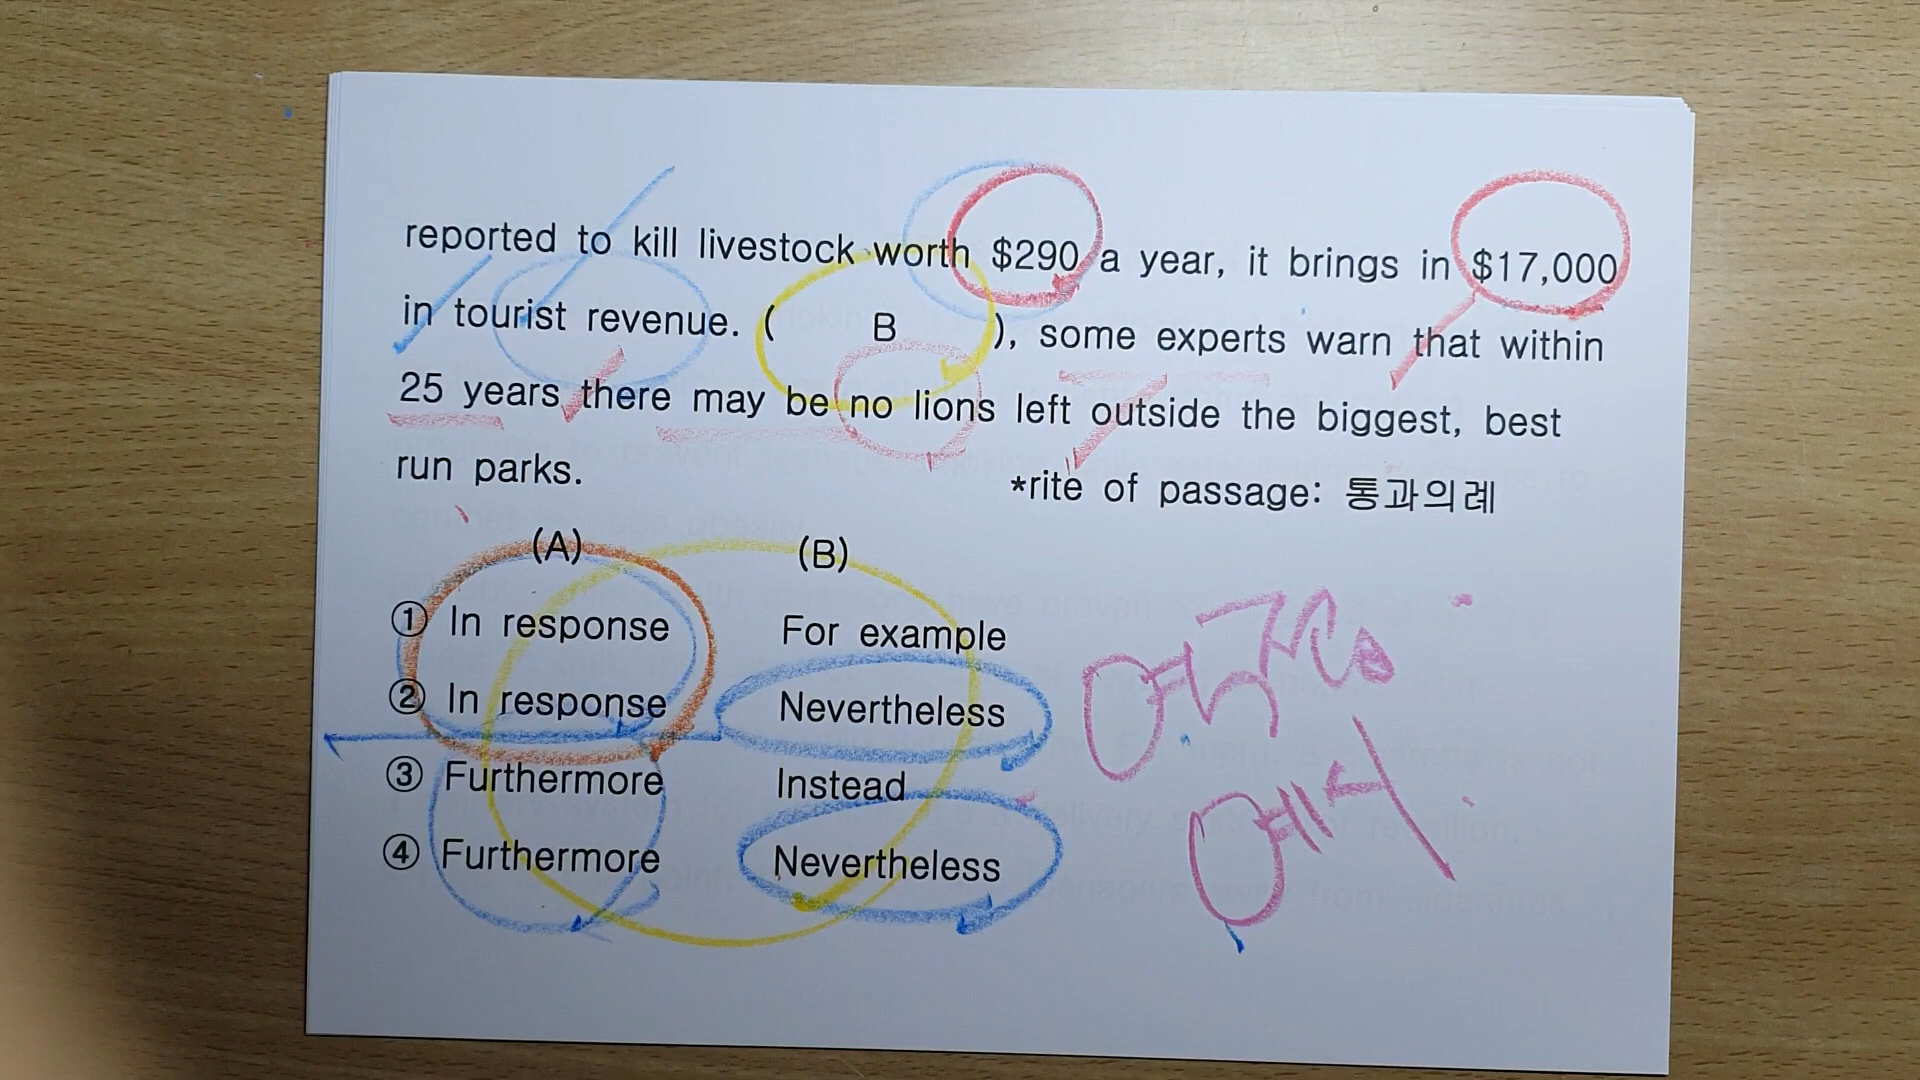 reported to kill livestock worth $290 a year, it brings in $17,000
in tourist revenue. ( B ), some experts warn that within
25 years there may be no lions left outside the biggest, best
run parks. *rite of passage: 통과의례
(A) (B)
① In response For example
② In response Nevertheless
③ Furthermore Instead
④ Furthermore Nevertheless